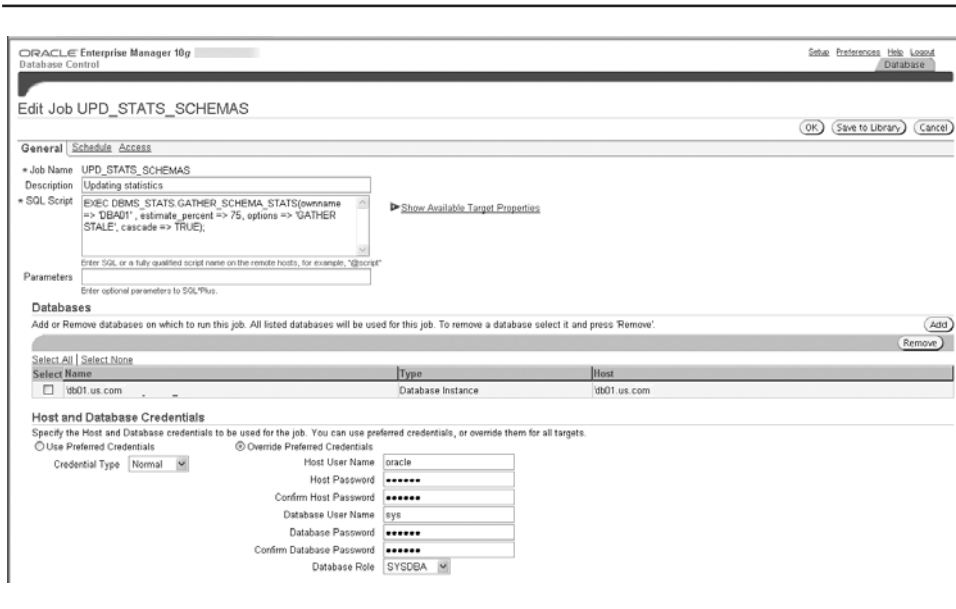 ORACLE Enterprise Manager 10g
Database Control
Setup Preferences Help Logout
Database
Edit Job UPD_STATS_SCHEMAS
OK Save to Library Cancel
General Schedule Access
* Job Name UPD_STATS_SCHEMAS
Description Updating statistics
* SQL Script EXEC DBMS_STATS.GATHER_SCHEMA_STATS(ownname
=> 'DBA01' , estimate_percent => 75, options => 'GATHER
STALE', cascade => TRUE);
Show Available Target Properties
Enter SQL or a fully qualified script name on the remote hosts, for example, "@script"
Parameters
Enter optional parameters to SQL*Plus.
Databases
Add or Remove databases on which to run this job. All listed databases will be used for this job. To remove a database select it and press 'Remove'.
Add
Remove
Select All | Select None
Select Name Type Host
'db01.us.com Database Instance 'db01.us.com
Host and Database Credentials
Specify the Host and Database credentials to be used for the job. You can use preferred credentials, or override them for all targets.
Use Preferred Credentials Override Preferred Credentials
Credential Type Normal
Host User Name oracle
Host Password ••••••
Confirm Host Password ••••••
Database User Name sys
Database Password ••••••
Confirm Database Password ••••••
Database Role SYSDBA